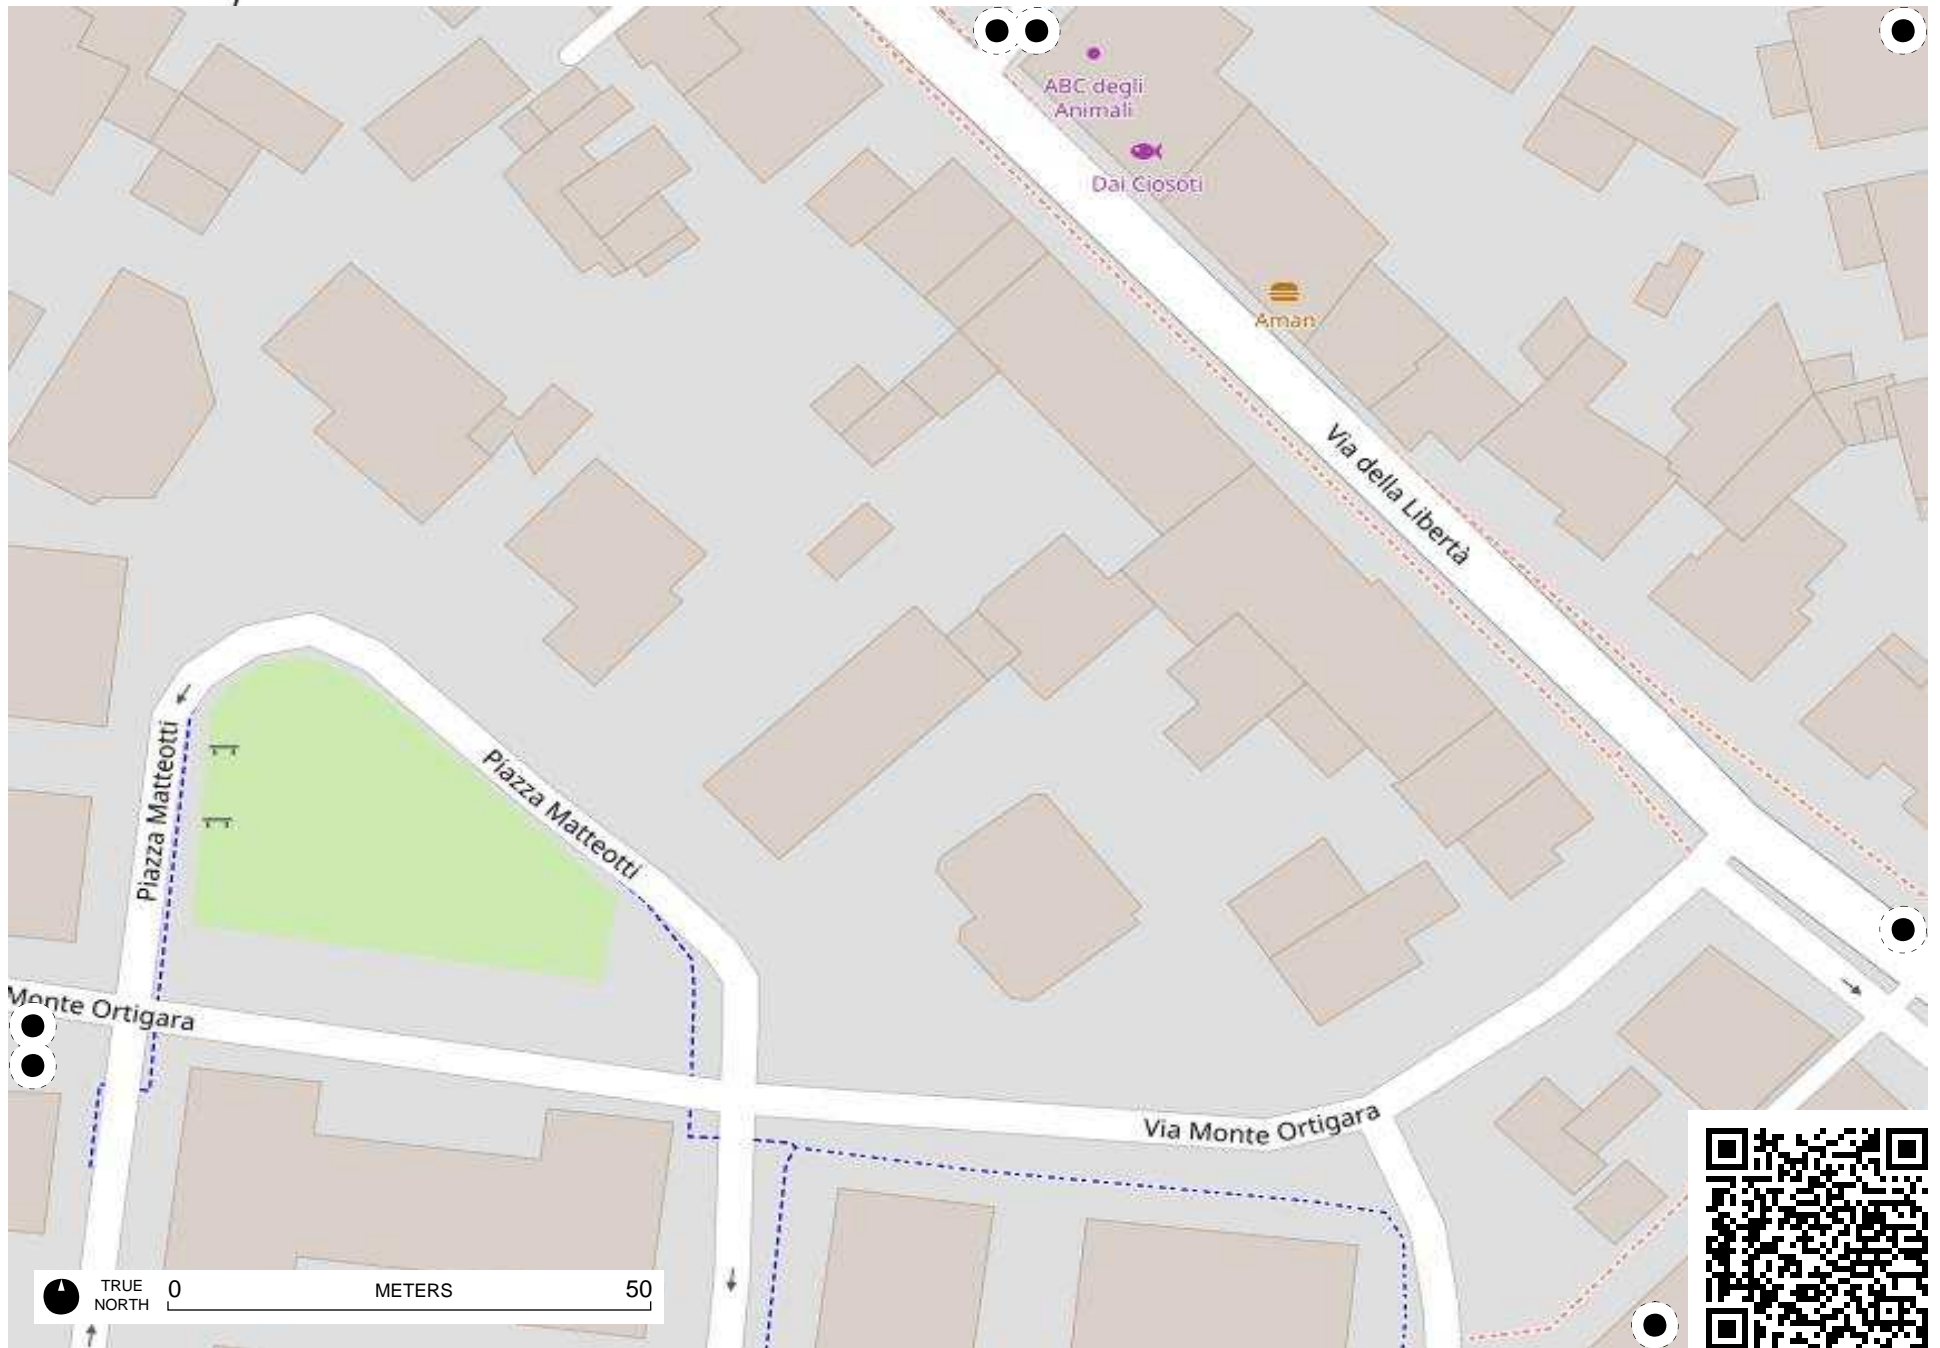 ABC degli
Animali
Dai Ciosoti
Aman
Via della Libertà
Piazza Matteotti
Piazza Matteotti
Monte Ortigara
Via Monte Ortigara
TRUE
NORTH
0 METERS 50